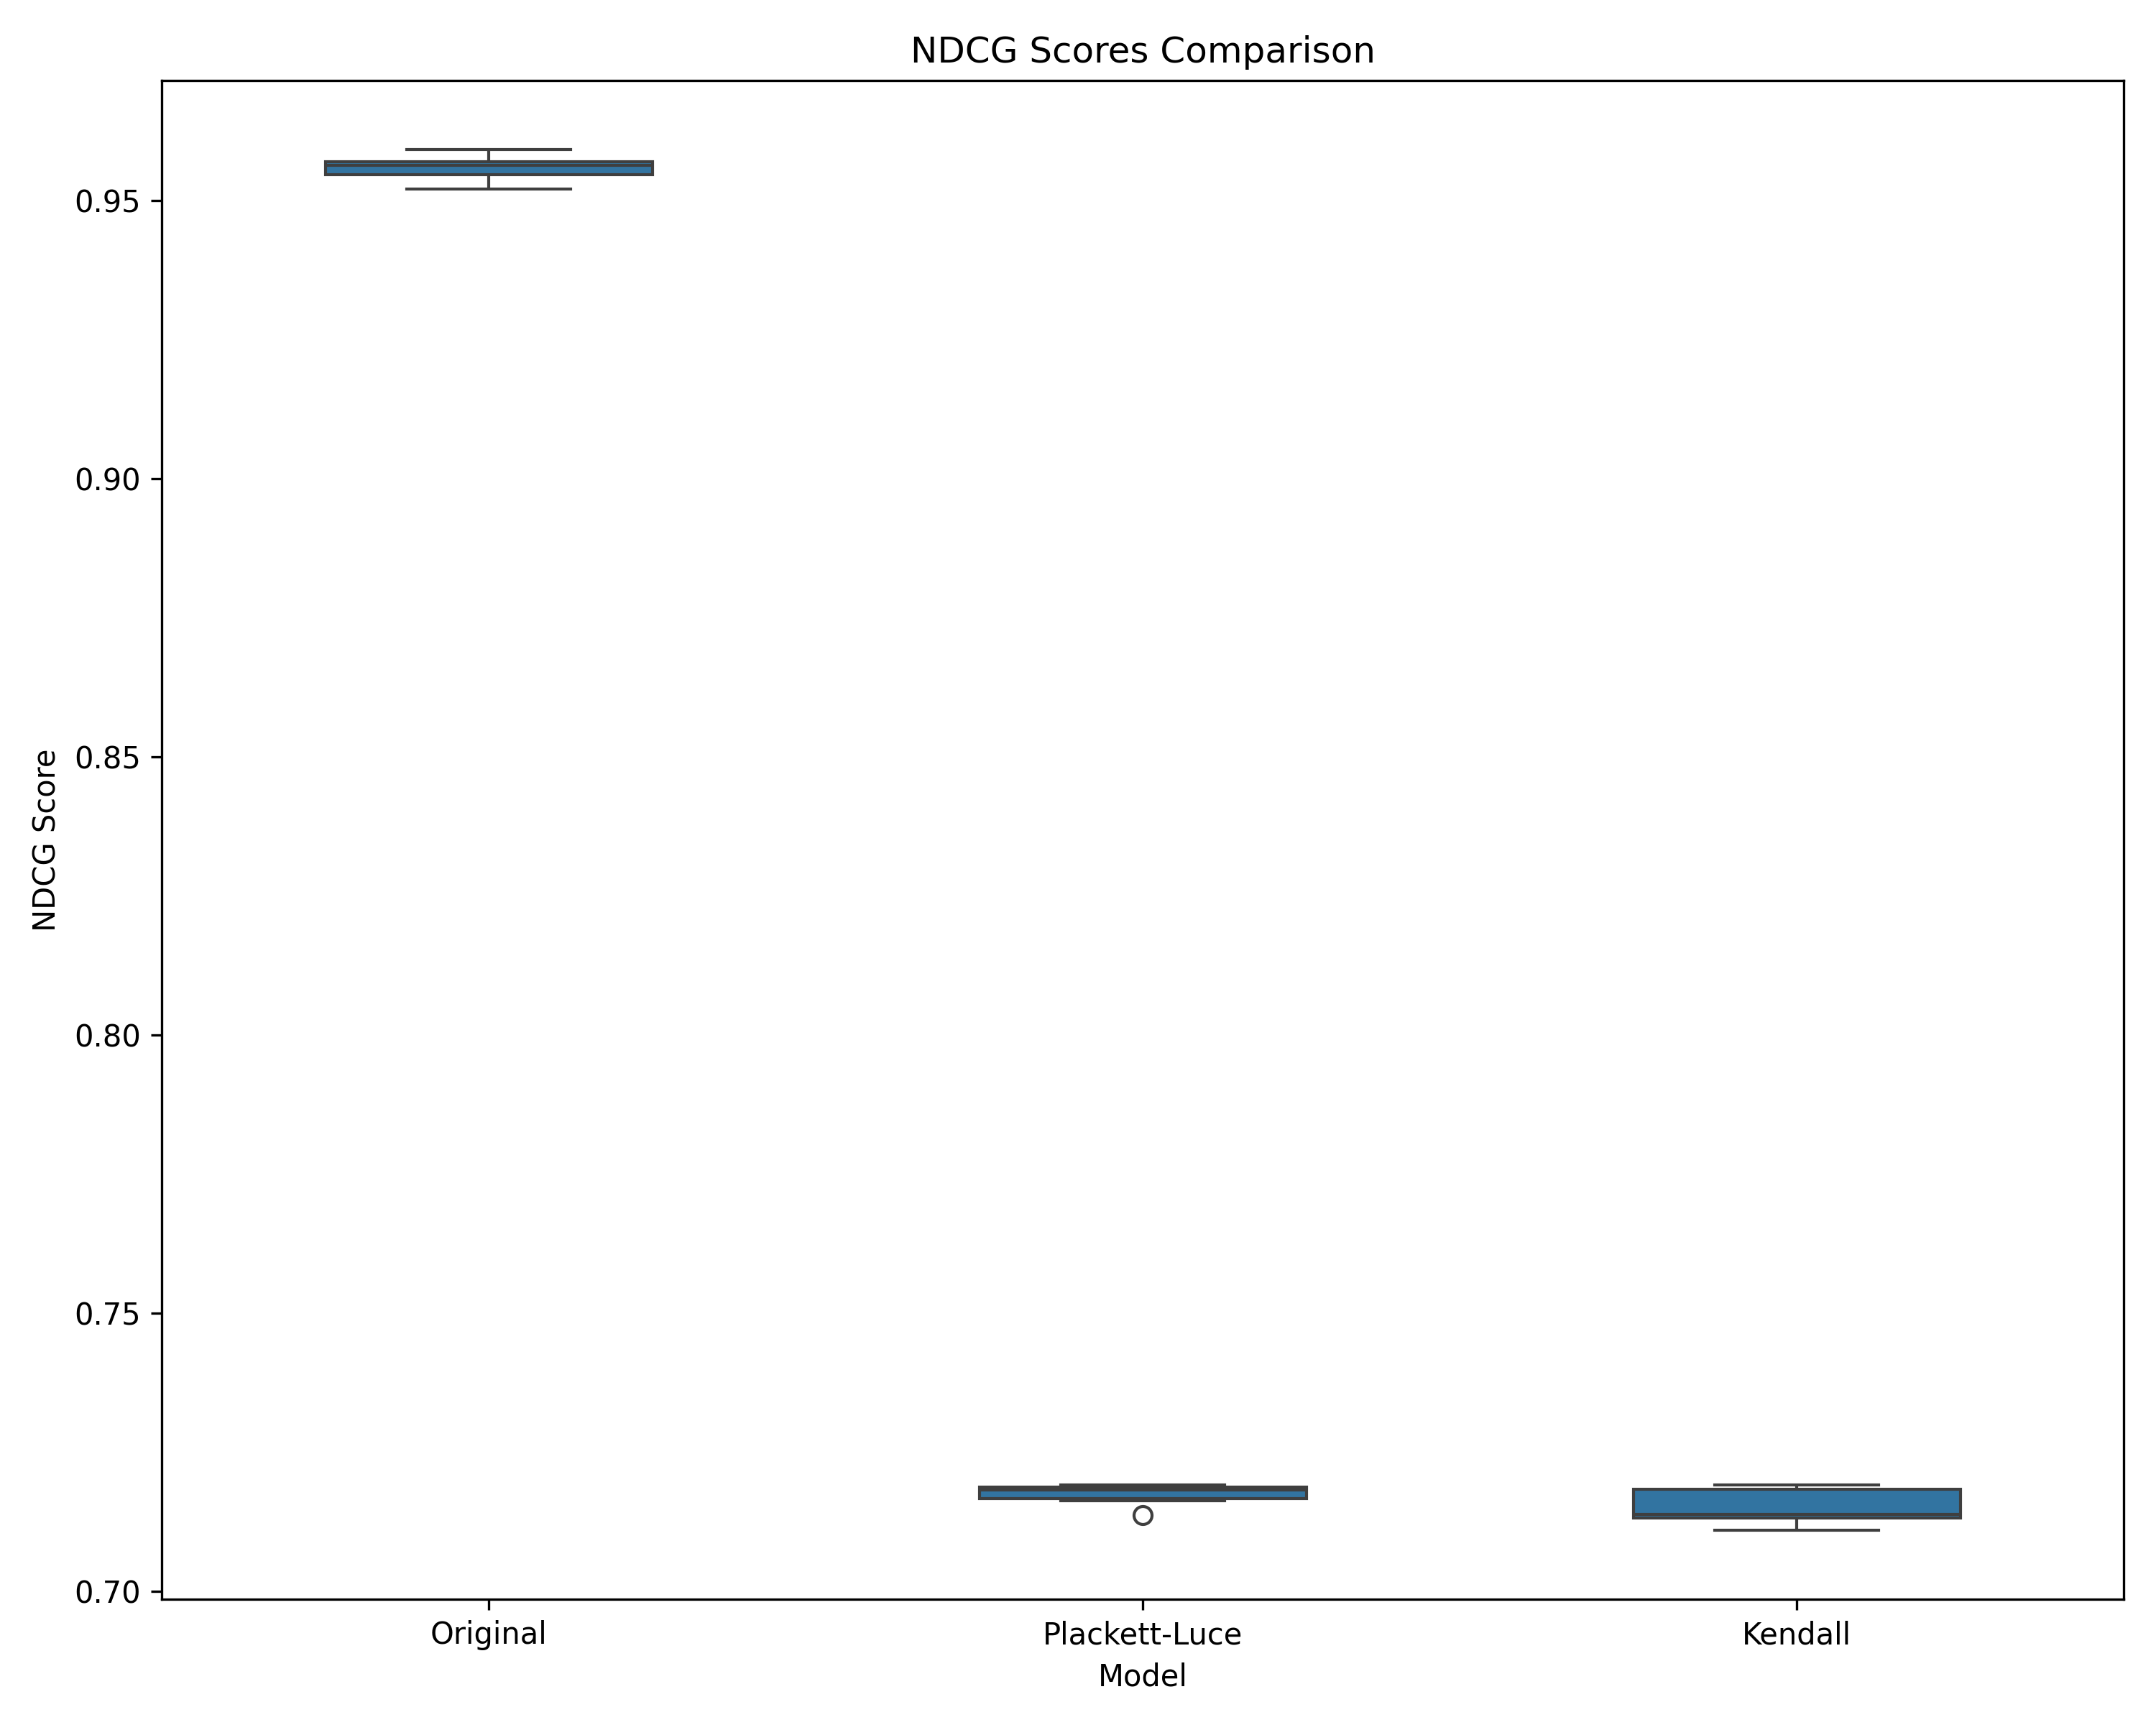 NDCG Scores Comparison
NDCG Score
0.95
0.90
0.85
0.80
0.75
0.70
Original
Plackett-Luce
Kendall
Model